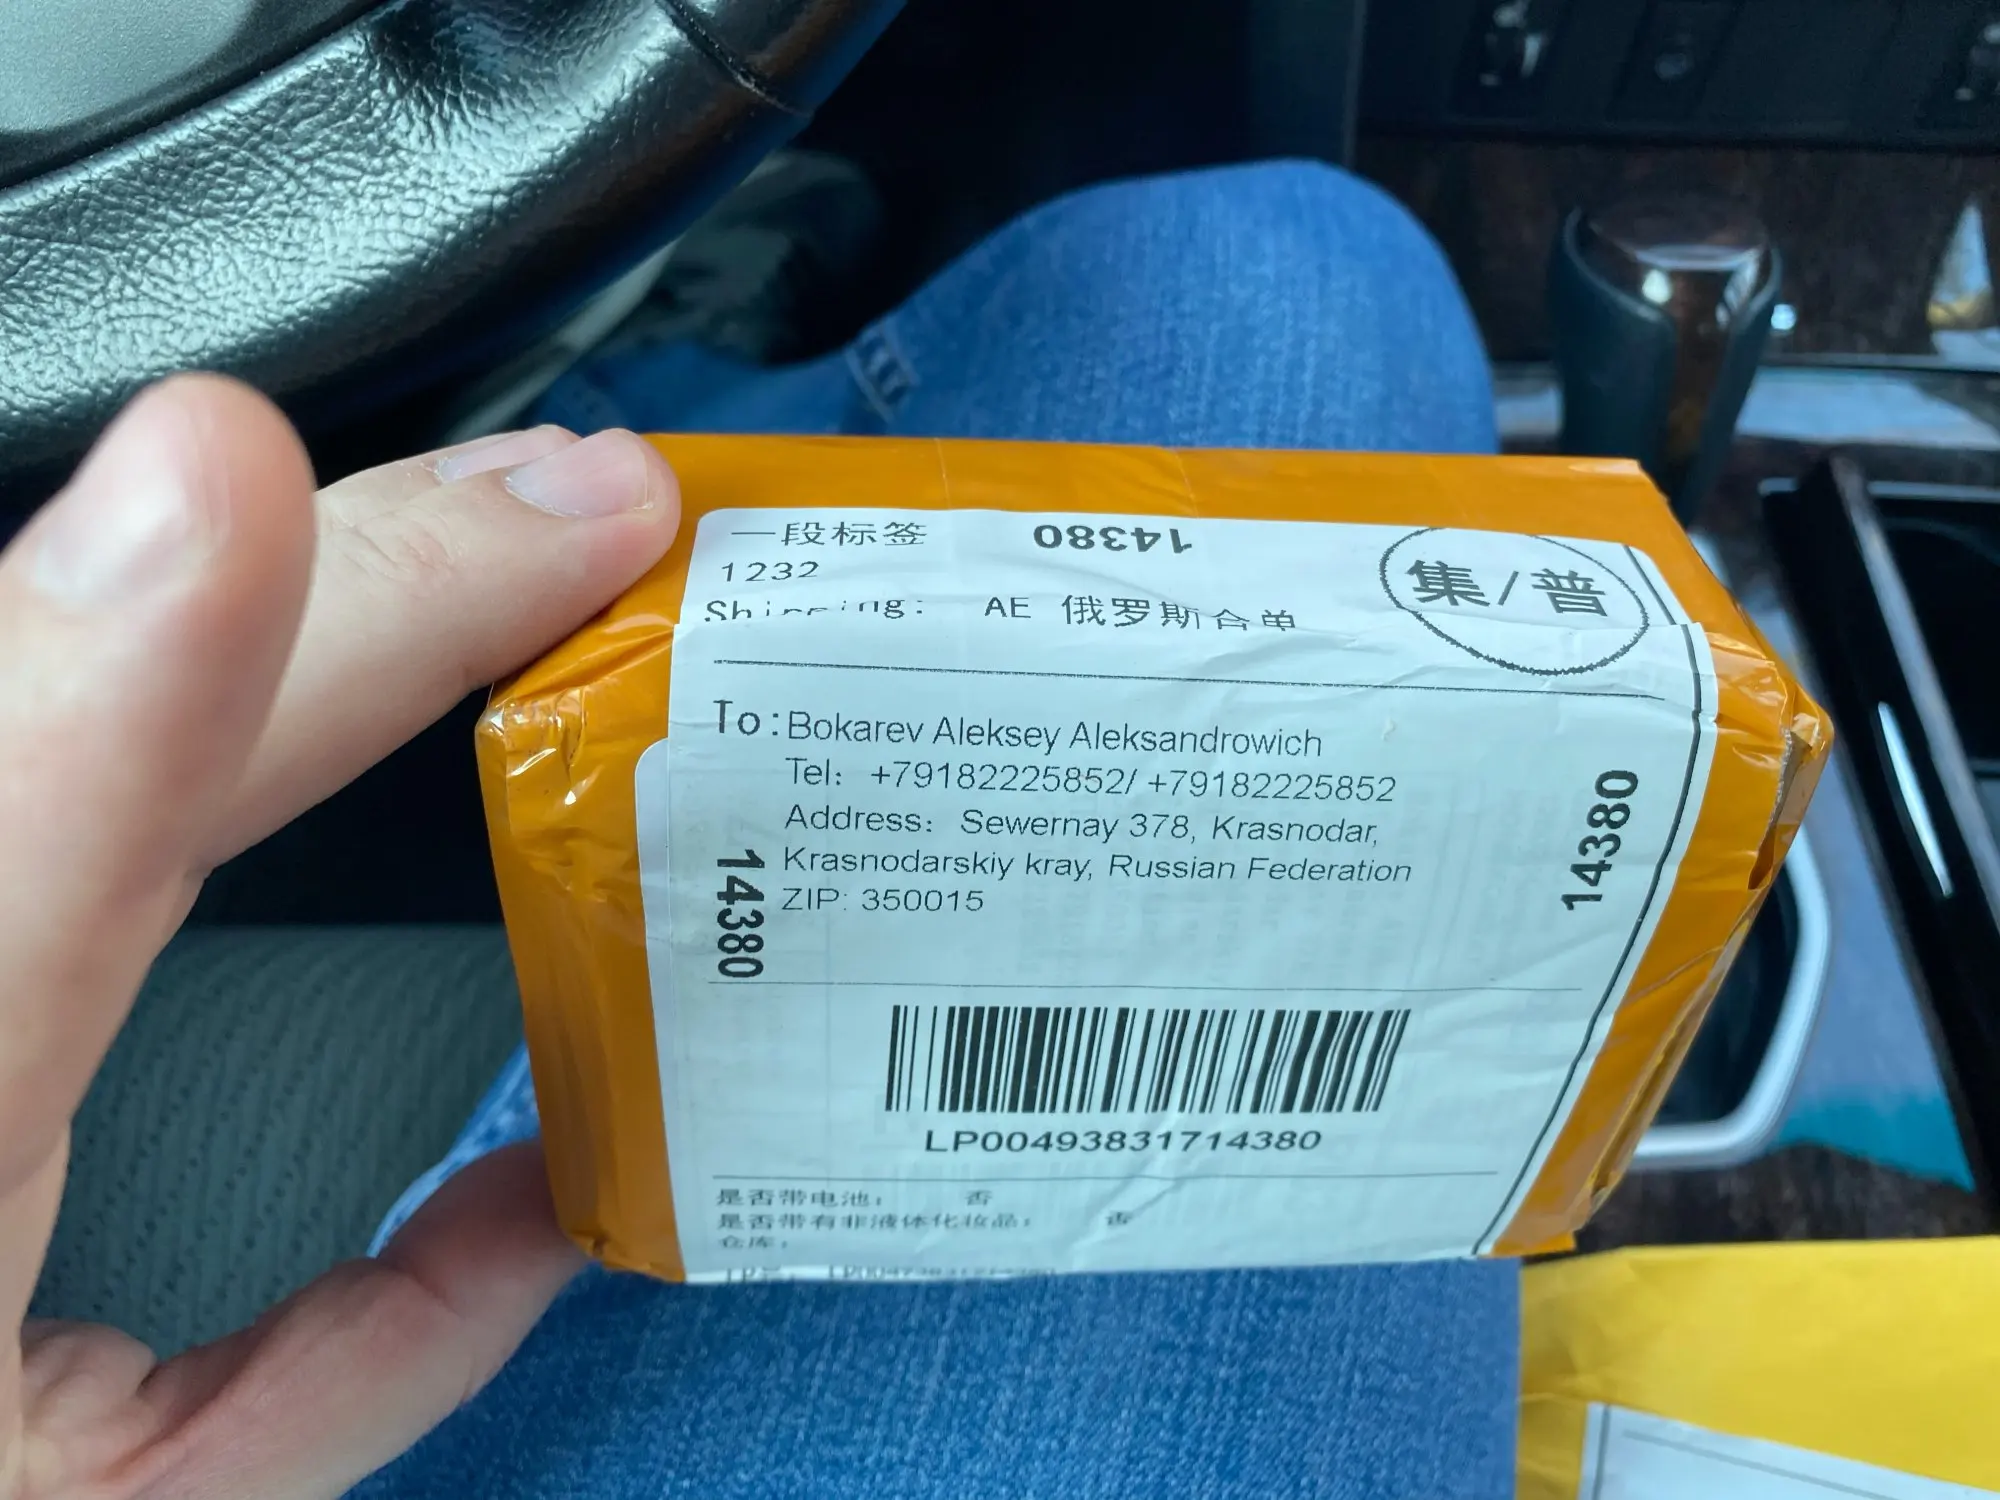 一段标签
14380
集/普
1232
Shipping: AE 俄罗斯合单
To: Bokarev Aleksey Aleksandrowich
Tel: +79182225852/ +79182225852
Address: Sewernay 378, Krasnodar,
Krasnodarskiy kray, Russian Federation
ZIP: 350015
14380
14380
LP00493831714380
是否带电池: 否
是否带有非液体化妆品: 否
仓库: